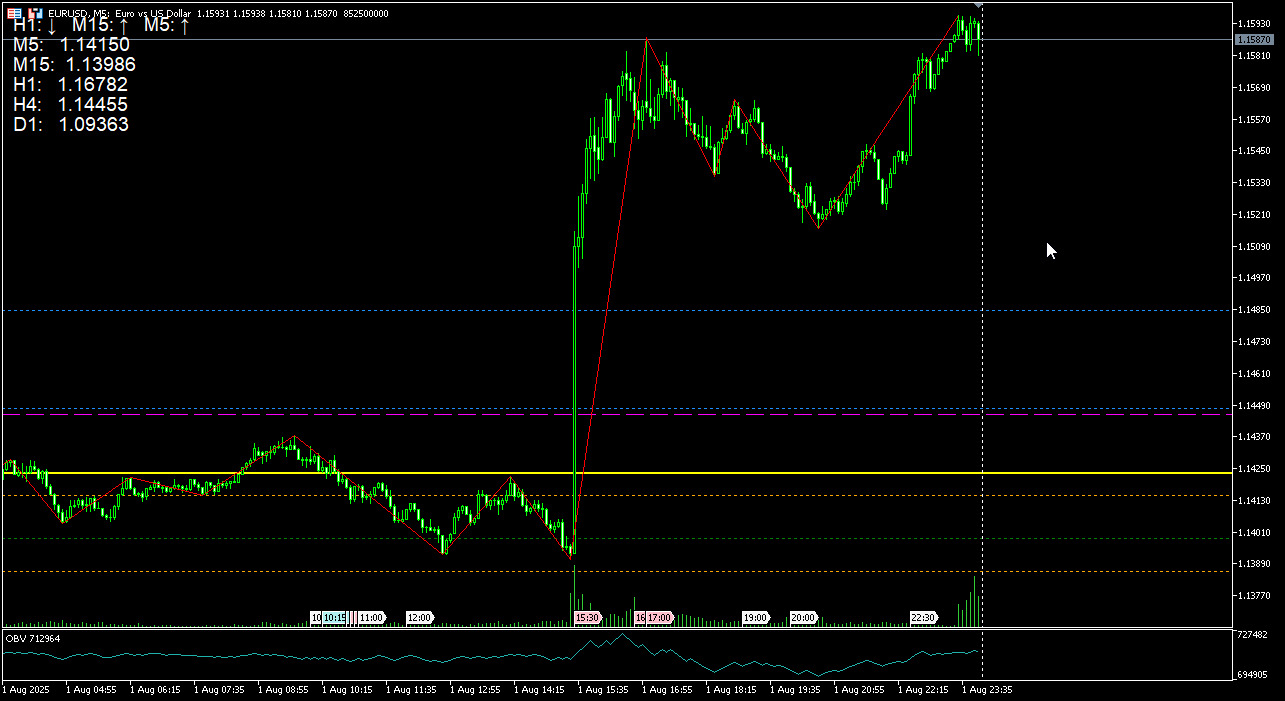 EURUSD, M5: Euro vs US Dollar 1.15931 1.15938 1.15810 1.15870 852500000
H1: ↓ M15: ↑ M5: ↑
M5: 1.14150
M15: 1.13986
H1: 1.16782
H4: 1.14455
D1: 1.09363
1.15930
1.15870
1.15810
1.15690
1.15570
1.15450
1.15330
1.15210
1.15090
1.14970
1.14850
1.14730
1.14610
1.14490
1.14370
1.14250
1.14130
1.14010
1.13890
1.13770
10 10:15 11:00 12:00 15:30 16 17:00 19:00 20:00 22:30
OBV 712964
727482
694905
1 Aug 2025 1 Aug 04:55 1 Aug 06:15 1 Aug 07:35 1 Aug 08:55 1 Aug 10:15 1 Aug 11:35 1 Aug 12:55 1 Aug 14:15 1 Aug 15:35 1 Aug 16:55 1 Aug 18:15 1 Aug 19:35 1 Aug 20:55 1 Aug 22:15 1 Aug 23:35